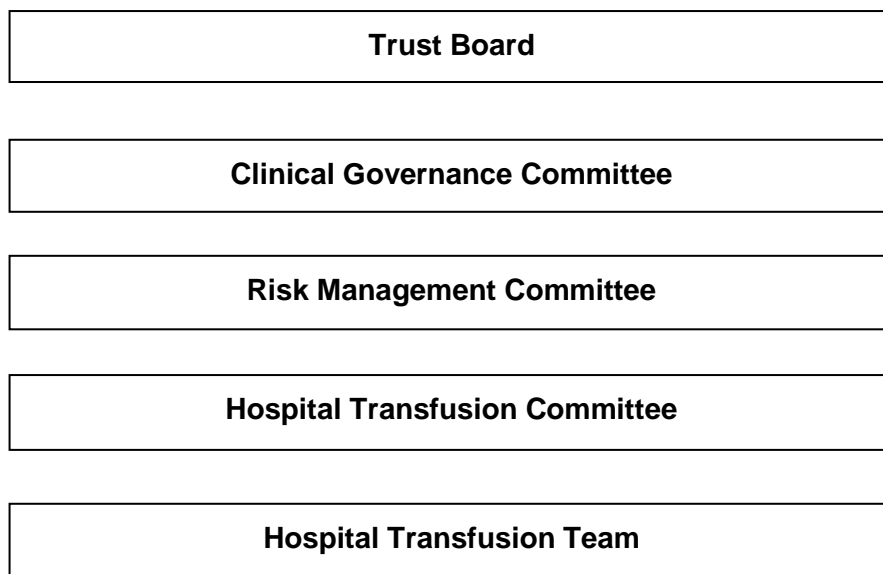 Trust Board
Clinical Governance Committee
Risk Management Committee
Hospital Transfusion Committee
Hospital Transfusion Team